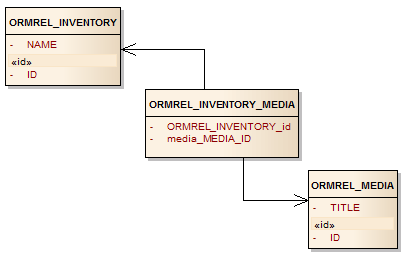 ORMREL_INVENTORY
- NAME
«id»
- ID
ORMREL_INVENTORY_MEDIA
- ORMREL_INVENTORY_id
- media_MEDIA_ID
ORMREL_MEDIA
- TITLE
«id»
- ID